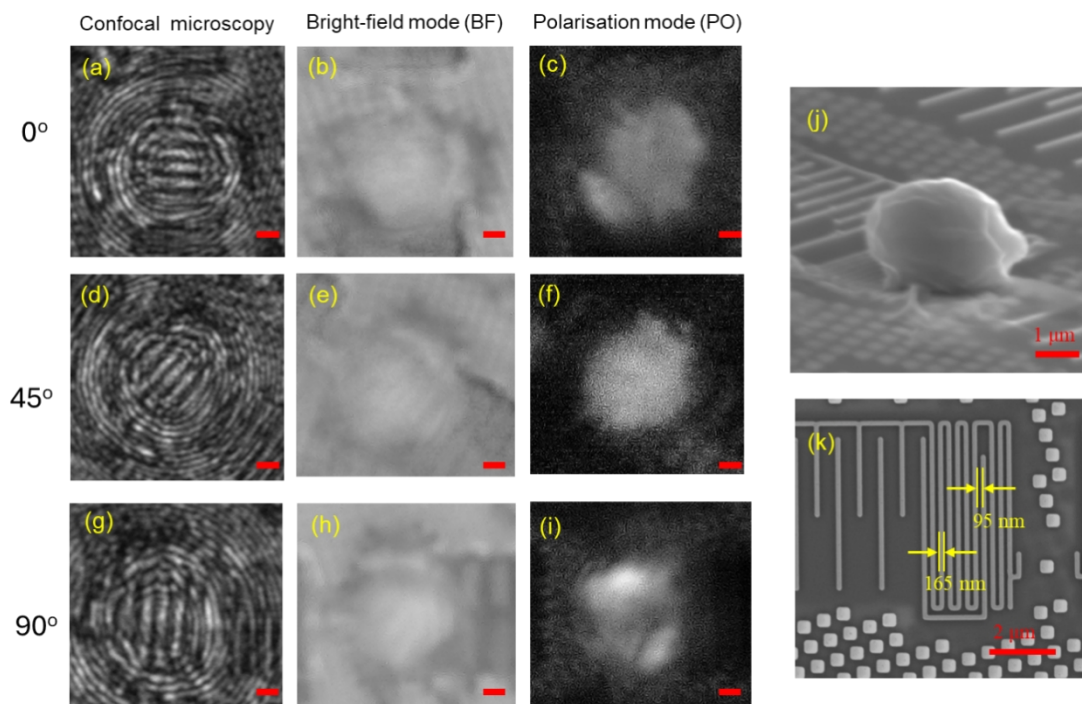 Confocal microscopy
Bright-field mode (BF)
Polarisation mode (PO)
0°
(a)
(b)
(c)
45°
(d)
(e)
(f)
90°
(g)
(h)
(i)
(j)
1 μm
(k)
95 nm
165 nm
2 μm